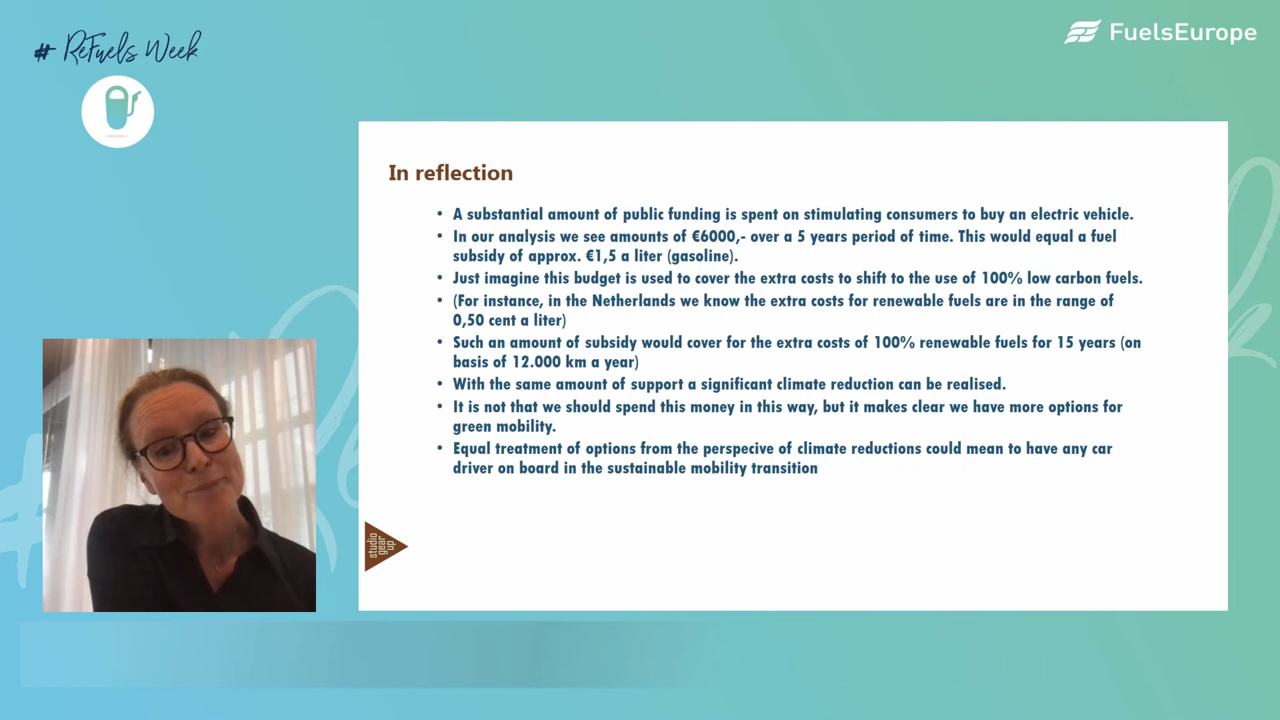 # ReFuels Week
FuelsEurope
In reflection
• A substantial amount of public funding is spent on stimulating consumers to buy an electric vehicle.
• In our analysis we see amounts of €6000,- over a 5 years period of time. This would equal a fuel
subsidy of approx. €1,5 a liter (gasoline).
• Just imagine this budget is used to cover the extra costs to shift to the use of 100% low carbon fuels.
• (For instance, in the Netherlands we know the extra costs for renewable fuels are in the range of
0,50 cent a liter)
• Such an amount of subsidy would cover for the extra costs of 100% renewable fuels for 15 years (on
basis of 12.000 km a year)
• With the same amount of support a significant climate reduction can be realised.
• It is not that we should spend this money in this way, but it makes clear we have more options for
green mobility.
• Equal treatment of options from the perspecive of climate reductions could mean to have any car
driver on board in the sustainable mobility transition
studio
gear
up